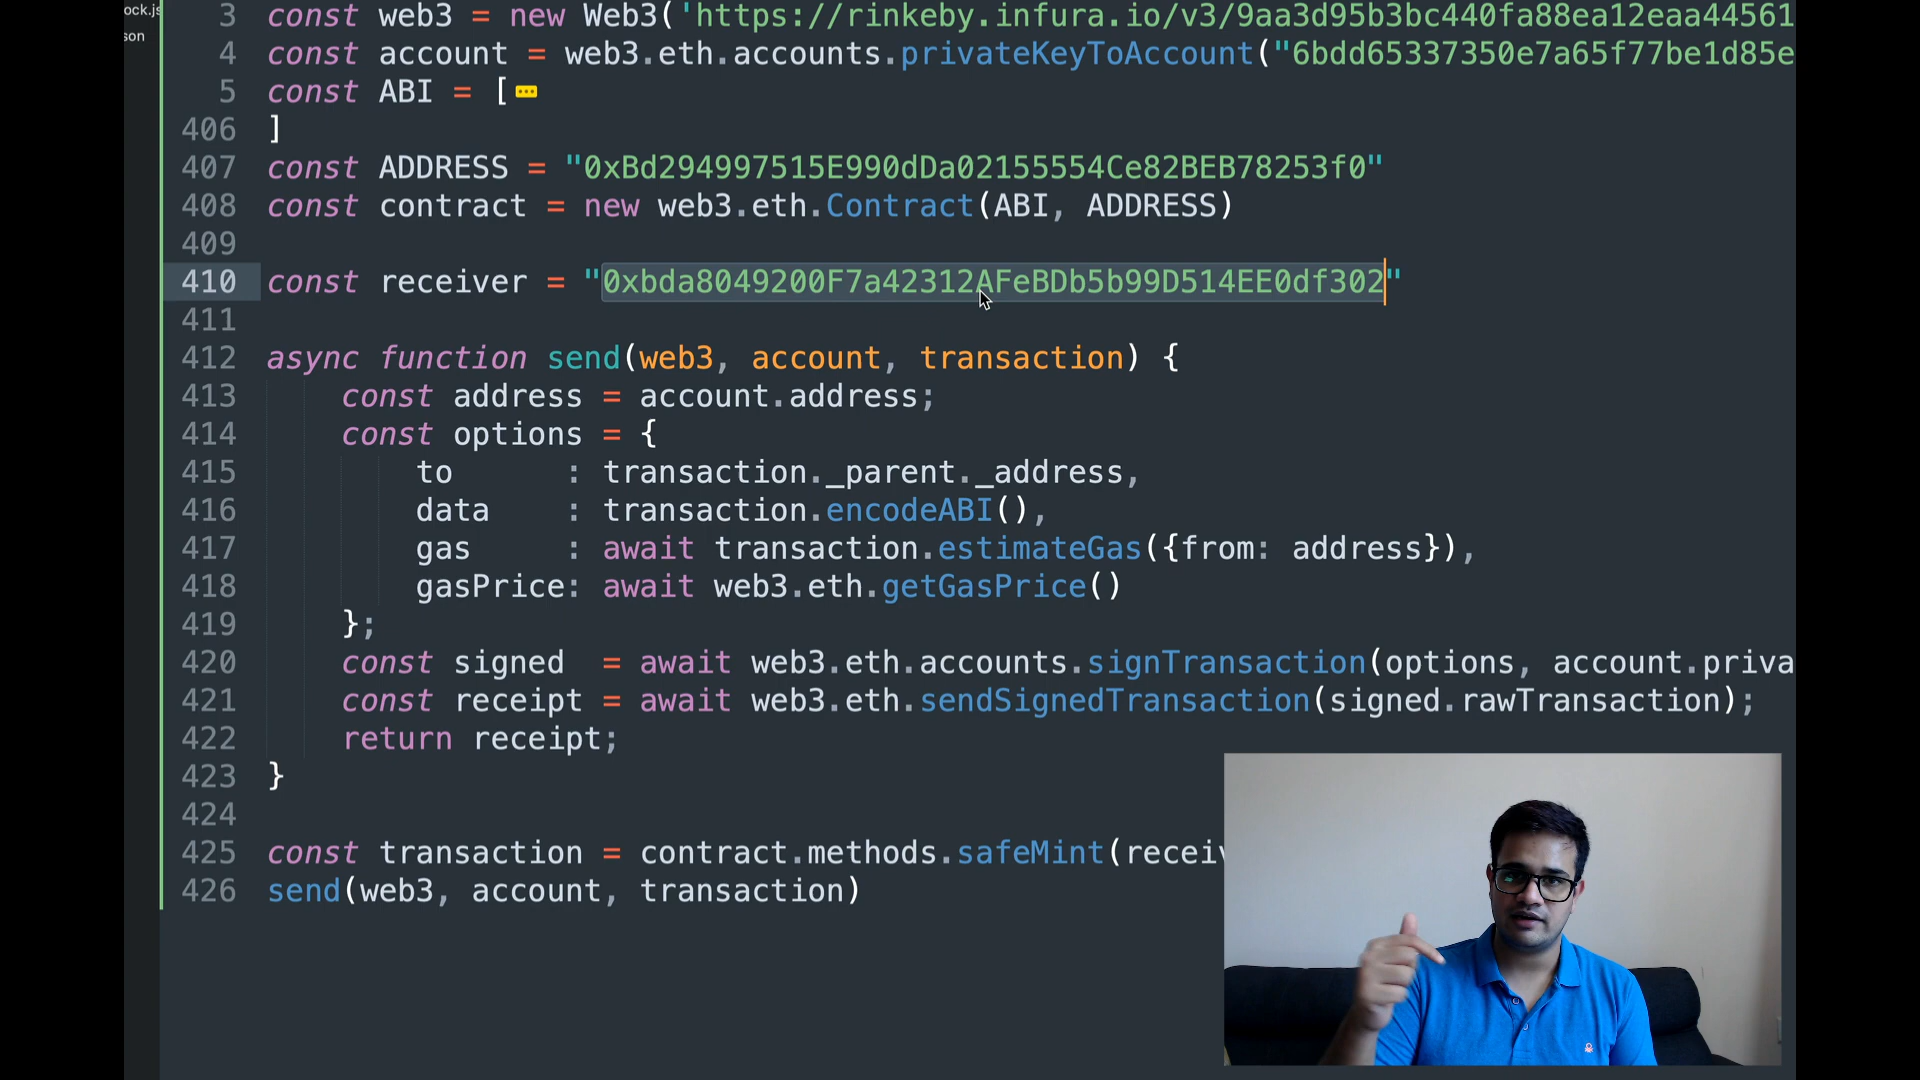 ock.js
son
3 const web3 = new Web3('https://rinkeby.infura.io/v3/9aa3d95b3bc440fa88ea12eaa44561
4 const account = web3.eth.accounts.privateKeyToAccount("6bdd65337350e7a65f77be1d85e
5 const ABI = [
406 ]
407 const ADDRESS = "0xBd294997515E990dDa02155554Ce82BEB78253f0"
408 const contract = new web3.eth.Contract(ABI, ADDRESS)
409
410 const receiver = "0xbda8049200F7a42312AFeBDb5b99D514EE0df302"
411
412 async function send(web3, account, transaction) {
413 const address = account.address;
414 const options = {
415 to : transaction._parent._address,
416 data : transaction.encodeABI(),
417 gas : await transaction.estimateGas({from: address}),
418 gasPrice: await web3.eth.getGasPrice()
419 };
420 const signed = await web3.eth.accounts.signTransaction(options, account.priva
421 const receipt = await web3.eth.sendSignedTransaction(signed.rawTransaction);
422 return receipt;
423 }
424
425 const transaction = contract.methods.safeMint(receiv
426 send(web3, account, transaction)